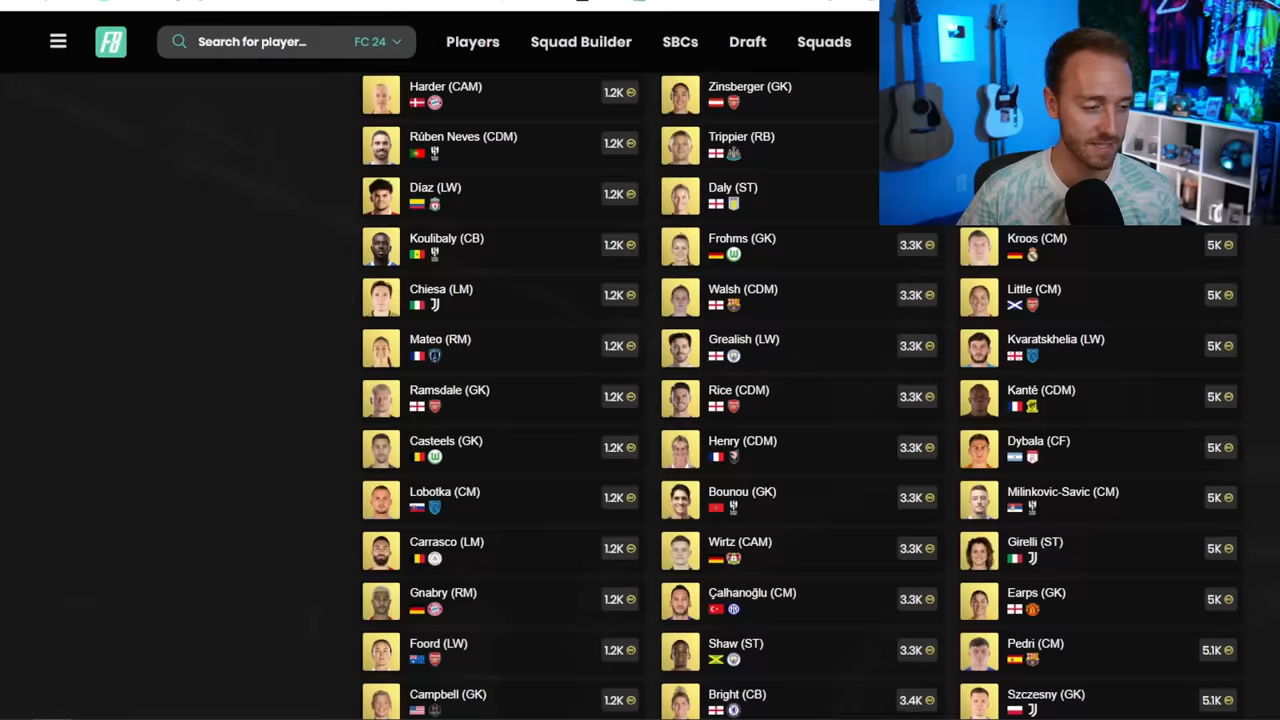 Search for player...
FC 24
Players
Squad Builder
SBCs
Draft
Squads
Harder (CAM)
1.2K
Rúben Neves (CDM)
1.2K
Díaz (LW)
1.2K
Koulibaly (CB)
1.2K
Chiesa (LM)
1.2K
Mateo (RM)
1.2K
Ramsdale (GK)
1.2K
Casteels (GK)
1.2K
Lobotka (CM)
1.2K
Carrasco (LM)
1.2K
Gnabry (RM)
1.2K
Foord (LW)
1.2K
Campbell (GK)
1.2K
Zinsberger (GK)
Trippier (RB)
Daly (ST)
Frohms (GK)
3.3K
Walsh (CDM)
3.3K
Grealish (LW)
3.3K
Rice (CDM)
3.3K
Henry (CDM)
3.3K
Bounou (GK)
3.3K
Wirtz (CAM)
3.3K
Çalhanoğlu (CM)
3.3K
Shaw (ST)
3.3K
Bright (CB)
3.4K
Kroos (CM)
5K
Little (CM)
5K
Kvaratskhelia (LW)
5K
Kanté (CDM)
5K
Dybala (CF)
5K
Milinkovic-Savic (CM)
5K
Girelli (ST)
5K
Earps (GK)
5K
Pedri (CM)
5.1K
Szczesny (GK)
5.1K